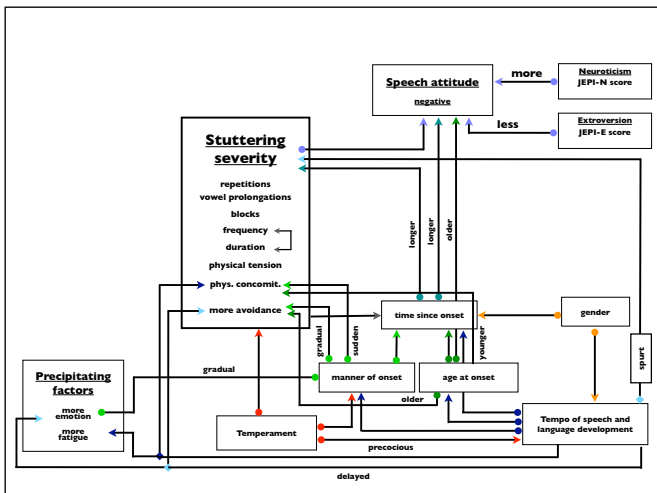 Speech attitude
negative
more
Neuroticism
JEPI-N score
less
Extroversion
JEPI-E score
Stuttering
severity
repetitions
vowel prolongations
blocks
frequency
duration
physical tension
phys. concomit.
more avoidance
longer
longer
older
time since onset
gender
gradual
sudden
younger
spurt
Precipitating
factors
more
emotion
more
fatigue
gradual
manner of onset
age at onset
older
Temperament
precocious
Tempo of speech and
language development
delayed